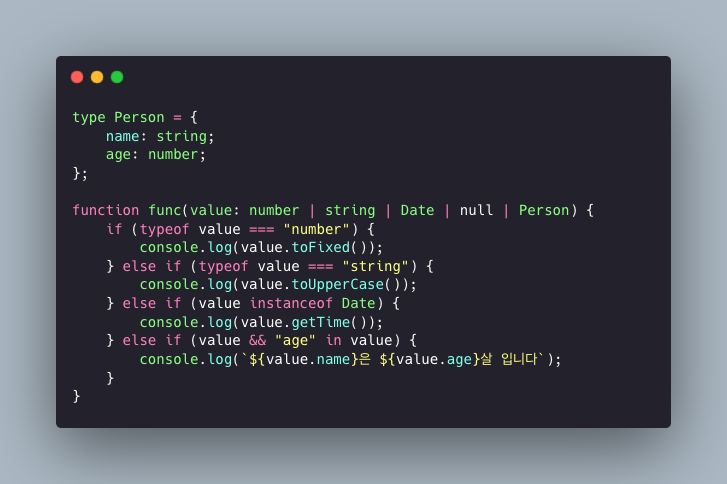 type Person = {
    name: string;
    age: number;
};

function func(value: number | string | Date | null | Person) {
    if (typeof value === "number") {
        console.log(value.toFixed());
    } else if (typeof value === "string") {
        console.log(value.toUpperCase());
    } else if (value instanceof Date) {
        console.log(value.getTime());
    } else if (value && "age" in value) {
        console.log(`${value.name}은 ${value.age}살 입니다`);
    }
}